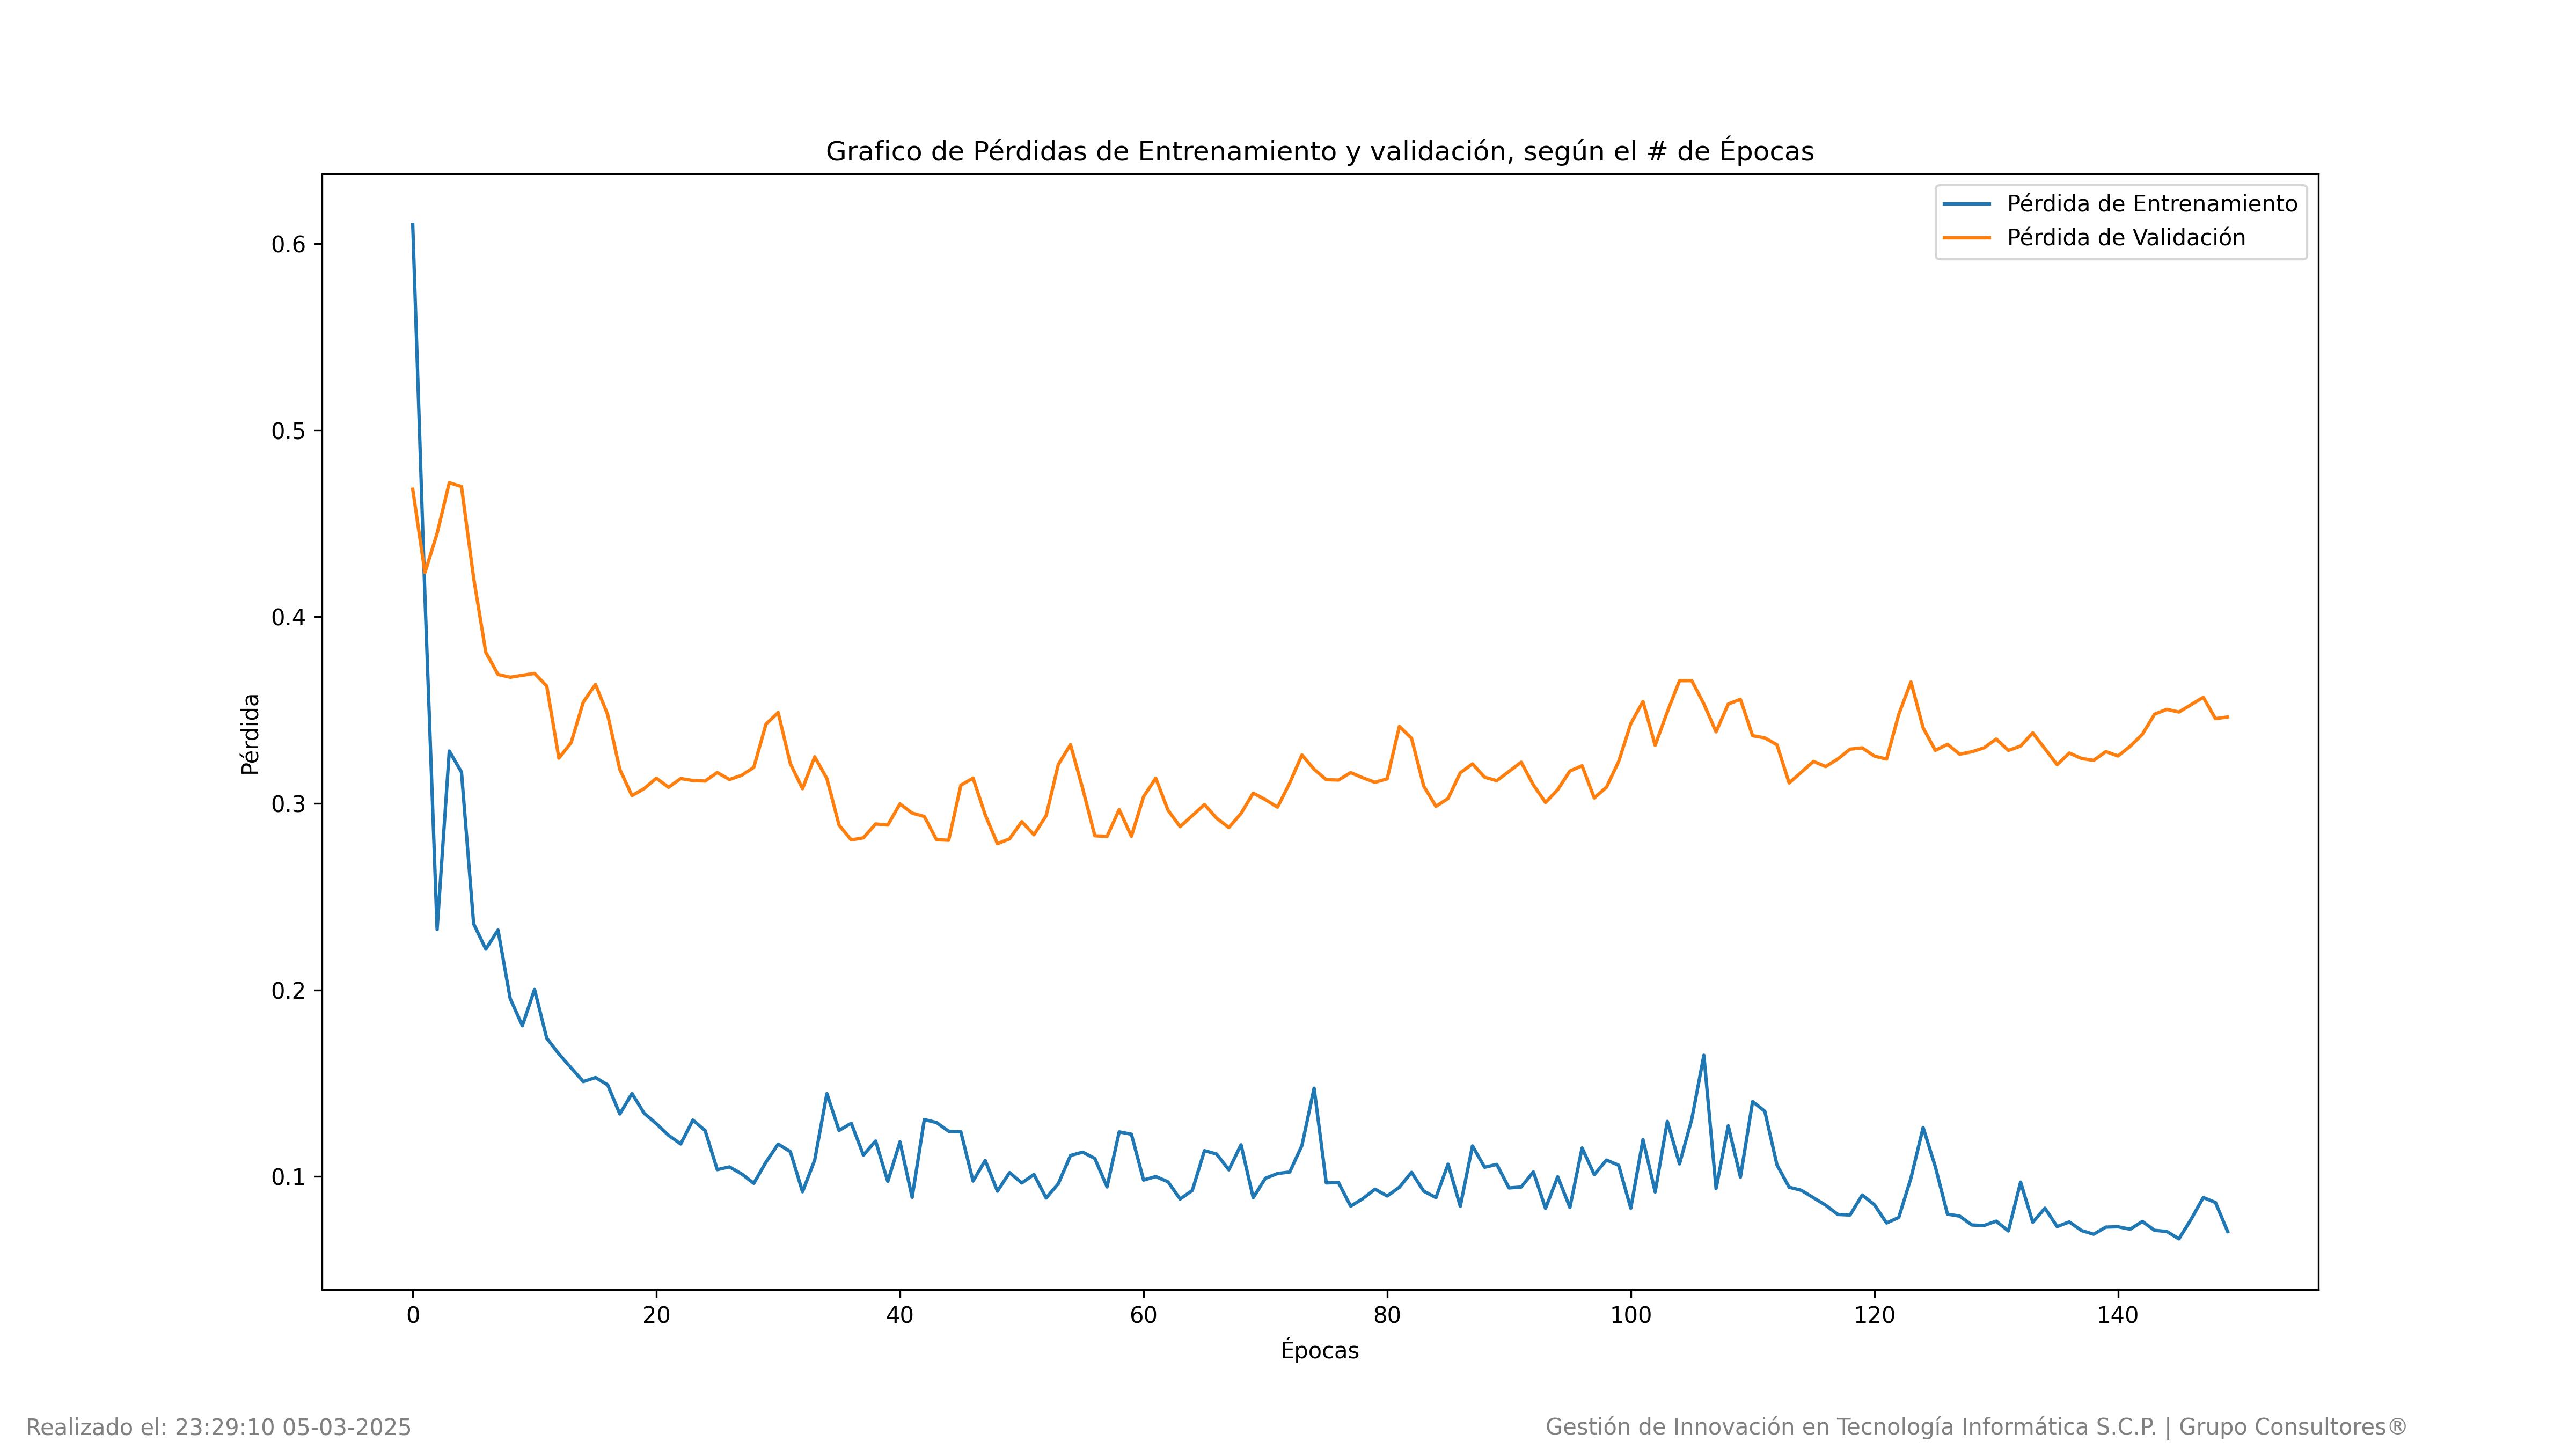 Grafico de Pérdidas de Entrenamiento y validación, según el # de Épocas
Pérdida de Entrenamiento
Pérdida de Validación
0.6
0.5
0.4
0.3
0.2
0.1
Pérdida
0 20 40 60 80 100 120 140
Épocas
Realizado el: 23:29:10 05-03-2025
Gestión de Innovación en Tecnología Informática S.C.P. | Grupo Consultores®